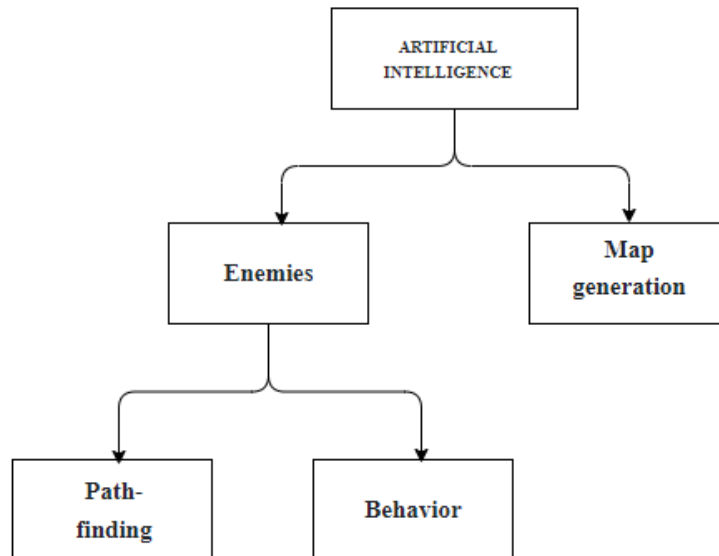 ARTIFICIAL
INTELLIGENCE
Enemies
Map
generation
Path-
finding
Behavior